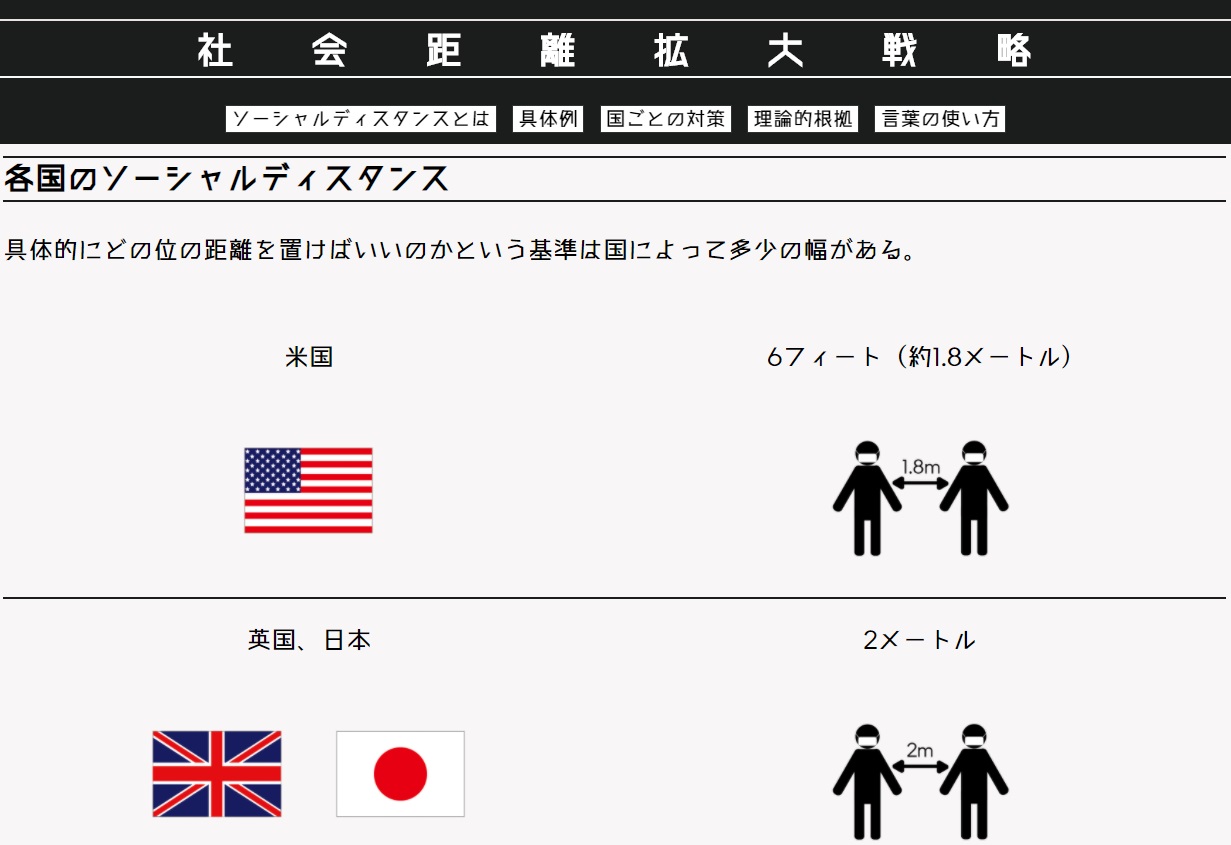 社会距離拡大戦略
ソーシャルディスタンスとは 具体例 国ごとの対策 理論的根拠 言葉の使い方
各国のソーシャルディスタンス
具体的にどの位の距離を置けばいいのかという基準は国によって多少の幅がある。
米国 6フィート（約1.8メートル）
1.8m
英国、日本 2メートル
2m